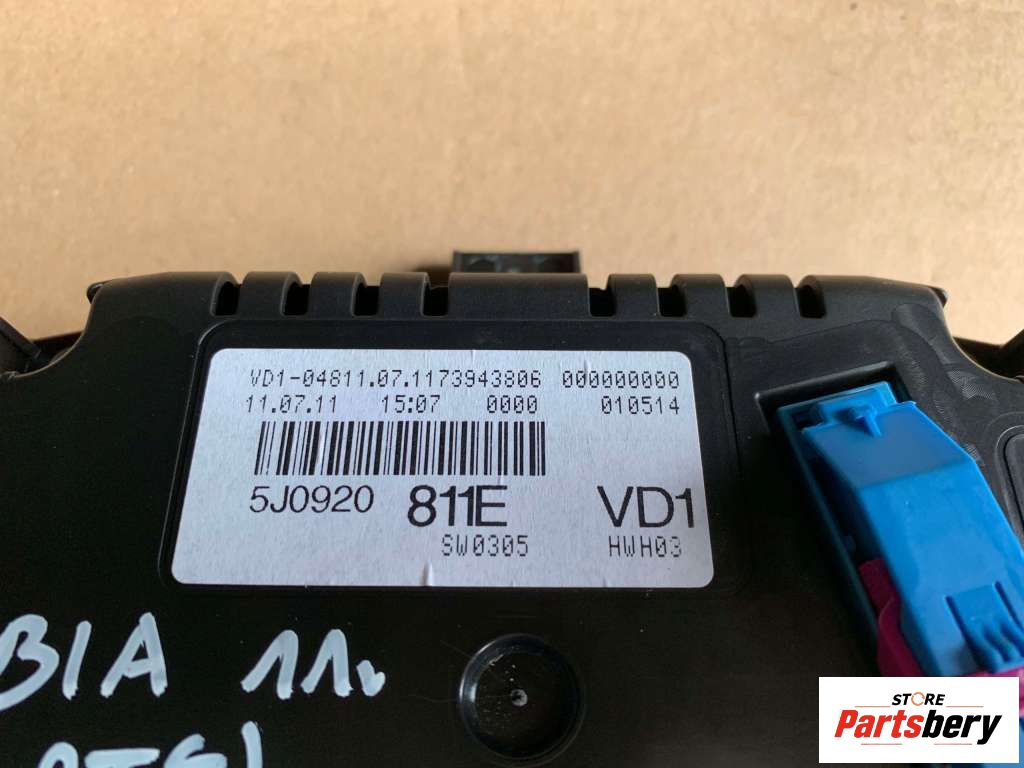 VD1-04811.07.1173943806 000000000
11.07.11 15:07 0000 010514
5J0920 811E VD1
SW0305 HWH03
BIA 11r
STORE
Partsbery